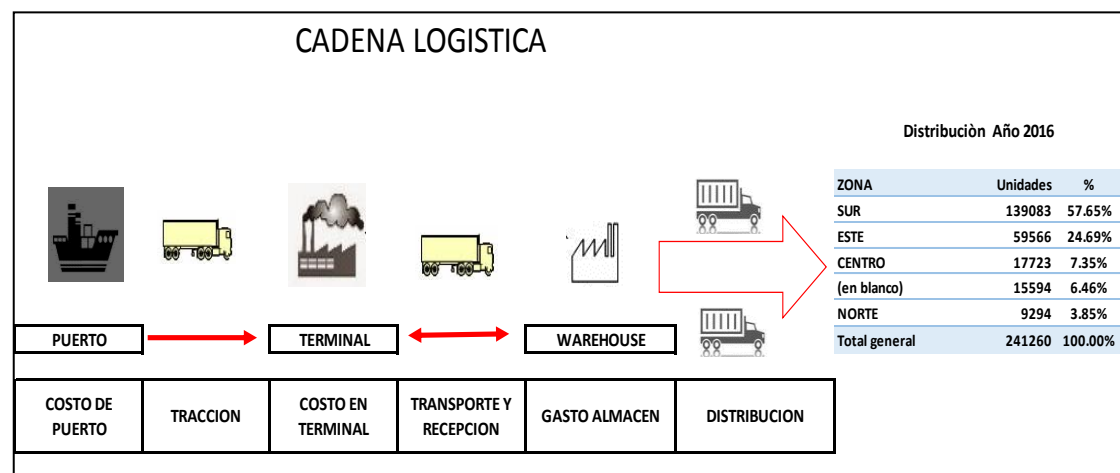 CADENA LOGISTICA
Distribuciòn Año 2016
ZONA Unidades %
SUR 139083 57.65%
ESTE 59566 24.69%
CENTRO 17723 7.35%
(en blanco) 15594 6.46%
NORTE 9294 3.85%
Total general 241260 100.00%
PUERTO
TERMINAL
WAREHOUSE
COSTO DE
PUERTO
TRACCION
COSTO EN
TERMINAL
TRANSPORTE Y
RECEPCION
GASTO ALMACEN
DISTRIBUCION